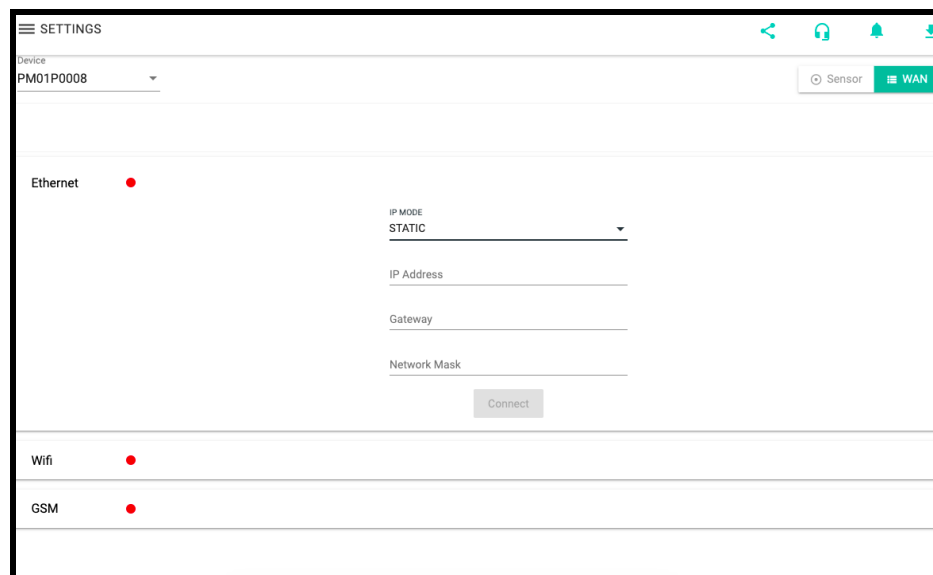 SETTINGS
Device
PM01P0008
Sensor
WAN
Ethernet
IP MODE
STATIC
IP Address
Gateway
Network Mask
Connect
Wifi
GSM